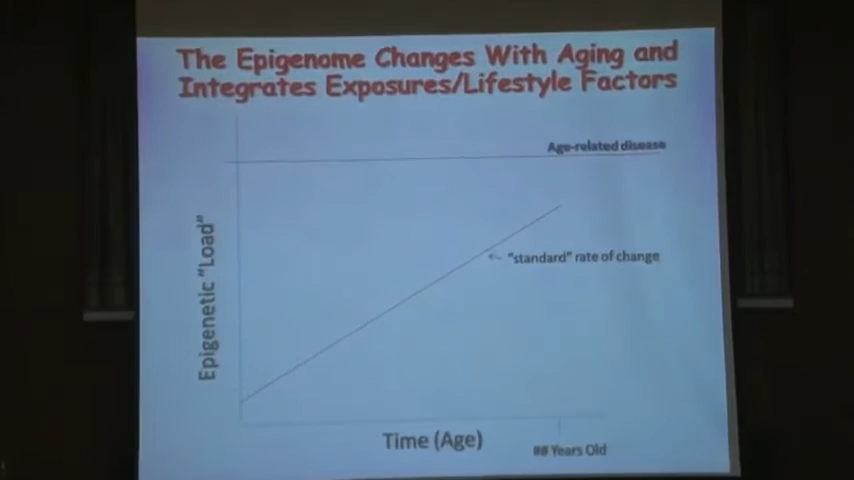 The Epigenome Changes With Aging and
Integrates Exposures/Lifestyle Factors
Age-related disease
Epigenetic "Load"
"standard" rate of change
Time (Age)
## Years Old